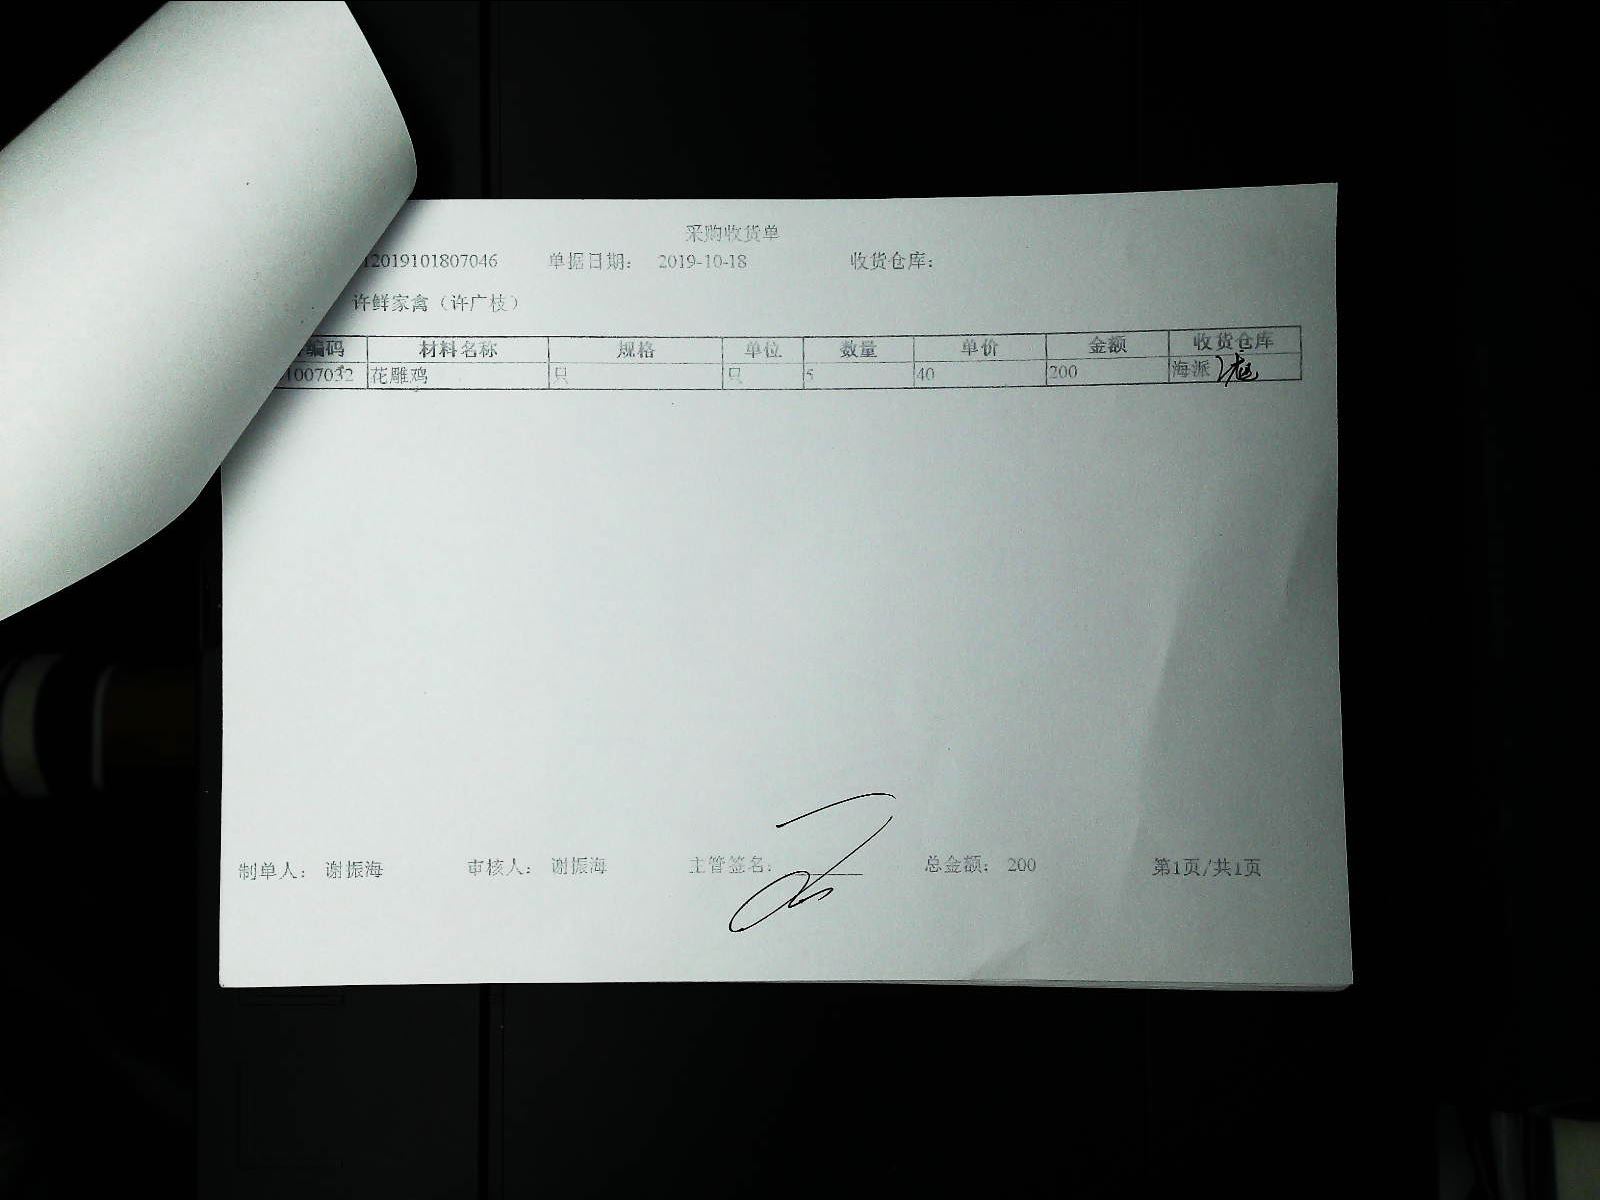 采购收货单
12019101807046 单据日期： 2019-10-18 收货仓库：
许鲜家禽（许广枝）
编码 材料名称 规格 单位 数量 单价 金额 收货仓库
1007032 花雕鸡 只 只 5 40 200 海派
制单人： 谢振海 审核人： 谢振海 主管签名： 总金额： 200 第1页/共1页